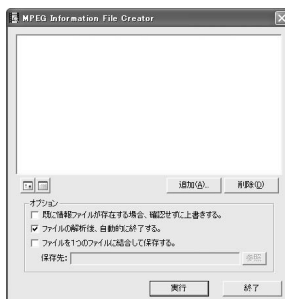 MPEG Information File Creator
追加(A)... 削除(D)
オプション
既に情報ファイルが存在する場合、確認せずに上書きする。
ファイルの解析後、自動的に終了する。
ファイルを1つのファイルに結合して保存する。
保存先: 参照
実行 終了